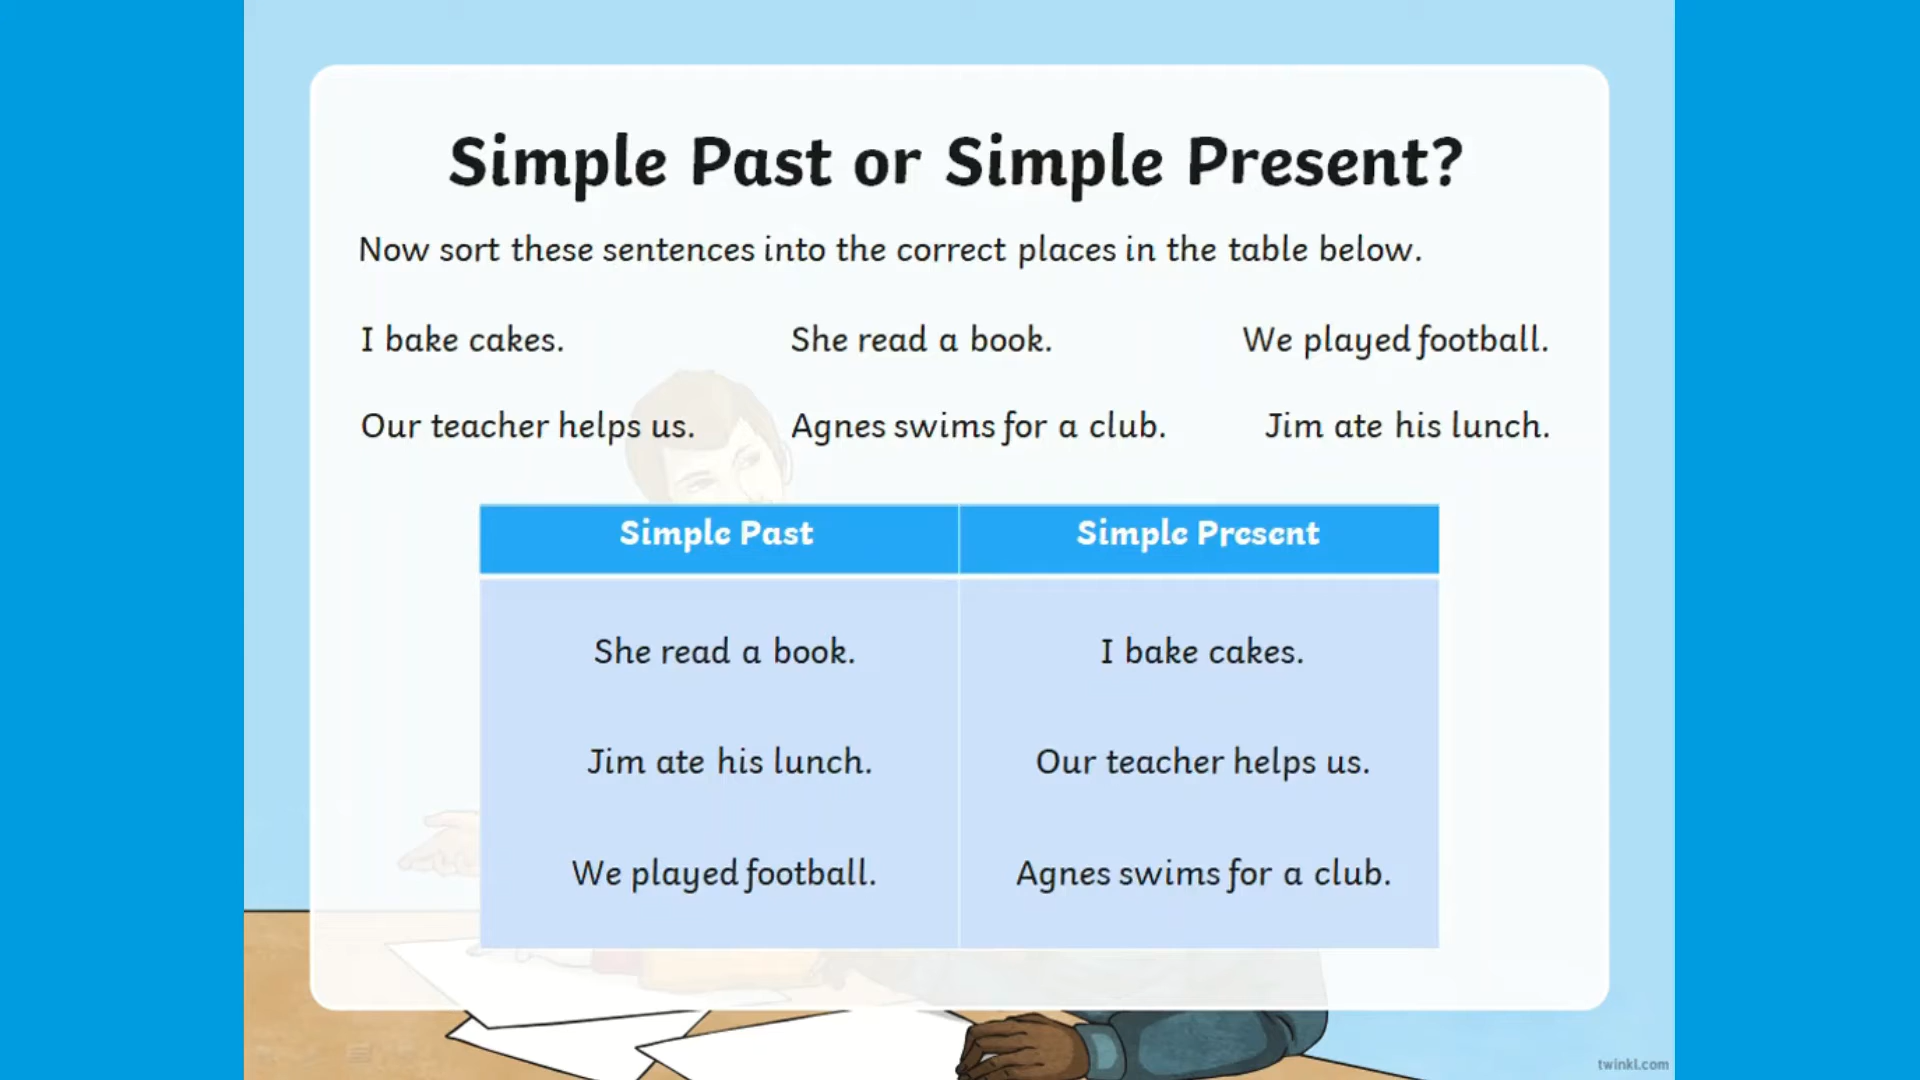 Simple Past or Simple Present?
Now sort these sentences into the correct places in the table below.
I bake cakes. She read a book. We played football.
Our teacher helps us. Agnes swims for a club. Jim ate his lunch.
Simple Past Simple Present
She read a book. I bake cakes.
Jim ate his lunch. Our teacher helps us.
We played football. Agnes swims for a club.
twinkl.com